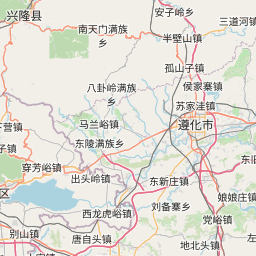 安子岭乡
兴隆县
三道河
南天门满族
乡
半壁山镇
孤山子镇
八卦岭满族
乡
侯家寨镇
苏家洼镇
马兰峪镇
遵化市
下营镇
东陵满族乡
东旧
穿芳峪镇
出头岭镇
东新庄镇
区
娘娘庄镇
西龙虎峪镇
刘备寨乡
党峪镇
别山镇
唐自头镇
地北头镇